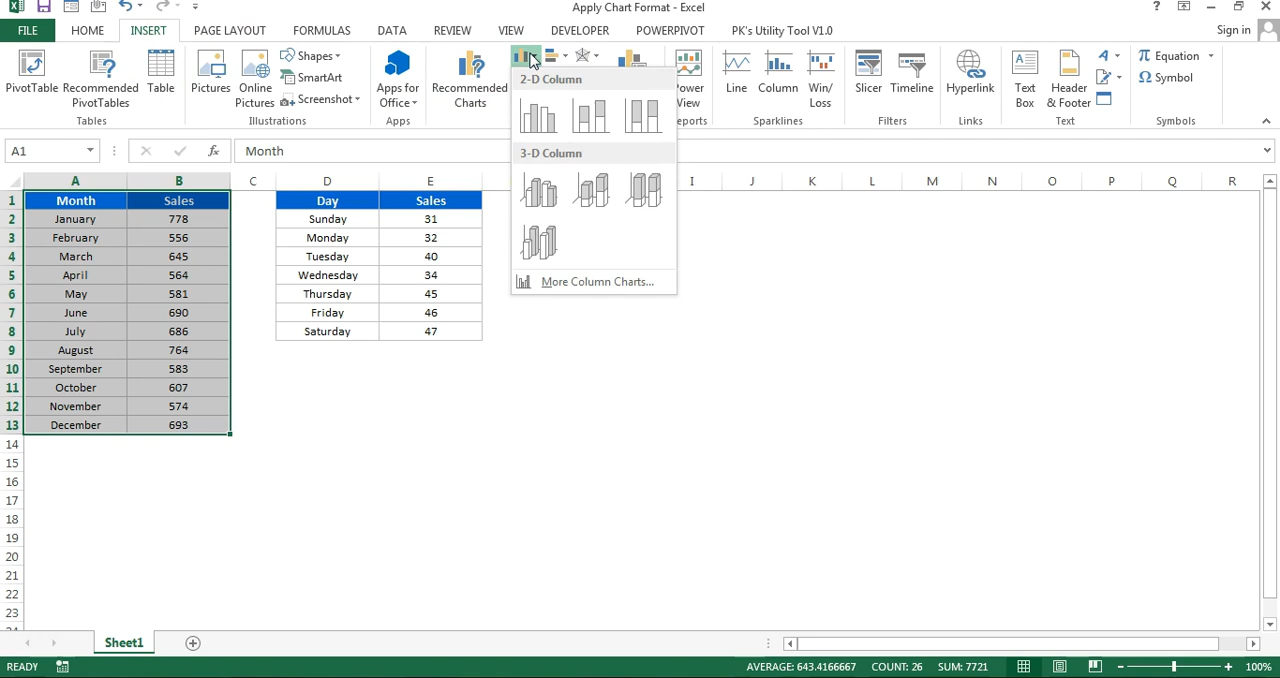 Apply Chart Format - Excel
?
FILE HOME INSERT PAGE LAYOUT FORMULAS DATA REVIEW VIEW DEVELOPER POWERPIVOT PK's Utility Tool V1.0 Sign in
PivotTable Recommended PivotTables Table
Tables
Pictures Online Pictures Shapes SmartArt Screenshot
Illustrations
Apps for Office
Apps
Recommended Charts
View
Line Column Win/Loss
Sparklines
Slicer Timeline
Filters
Hyperlink
Links
Text Box Header & Footer
Text
Equation
Symbol
Symbols
2-D Column
3-D Column
More Column Charts...
A1 fx Month
A B C D E I J K L M N O P Q R
1 Month Sales Day Sales
2 January 778 Sunday 31
3 February 556 Monday 32
4 March 645 Tuesday 40
5 April 564 Wednesday 34
6 May 581 Thursday 45
7 June 690 Friday 46
8 July 686 Saturday 47
9 August 764
10 September 583
11 October 607
12 November 574
13 December 693
14
15
16
17
18
19
20
21
22
23
Sheet1
READY AVERAGE: 643.4166667 COUNT: 26 SUM: 7721 100%